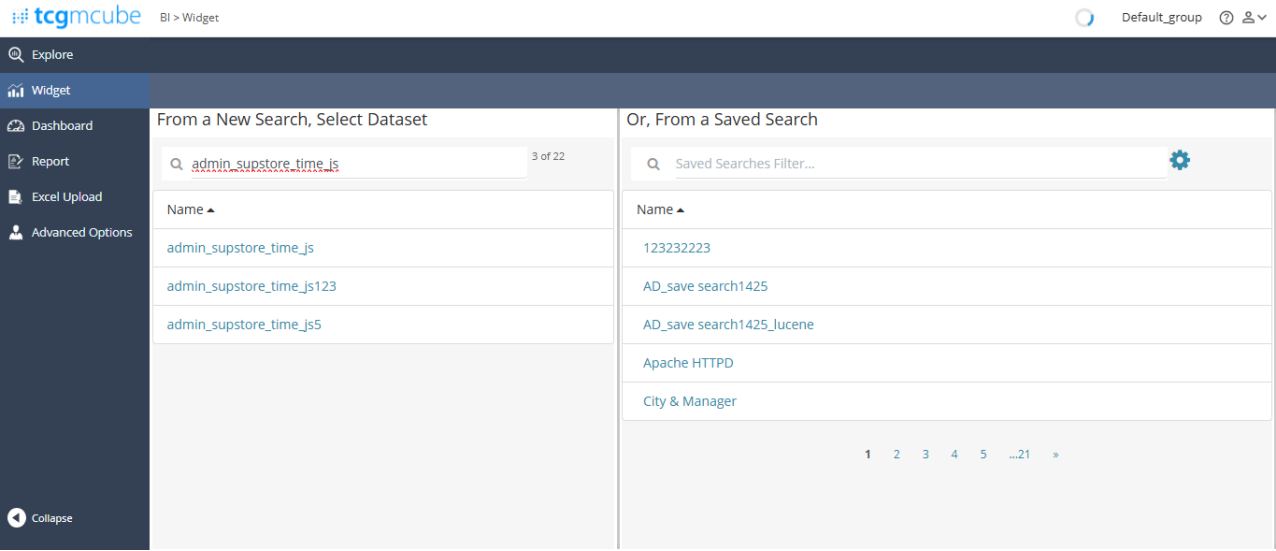 tcgmcube BI > Widget Default_group
Explore
Widget
Dashboard
Report
Excel Upload
Advanced Options
Collapse
From a New Search, Select Dataset
admin_supstore_time_js 3 of 22
Name
admin_supstore_time_js
admin_supstore_time_js123
admin_supstore_time_js5
Or, From a Saved Search
Saved Searches Filter...
Name
123232223
AD_save search1425
AD_save search1425_lucene
Apache HTTPD
City & Manager
1 2 3 4 5 ...21 »